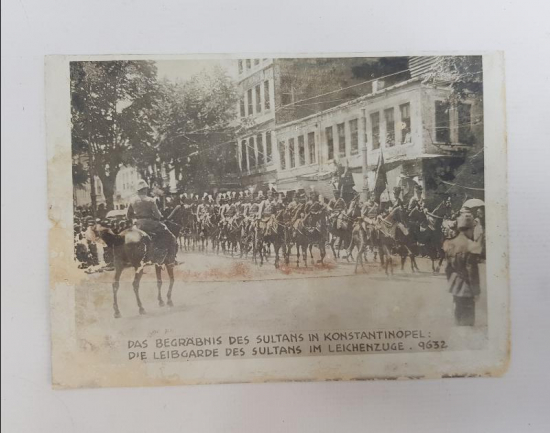 DAS BEGRÄBNIS DES SULTANS IN KONSTANTINOPEL:
DIE LEIBGARDE DES SULTANS IM LEICHENZUGE. 9632